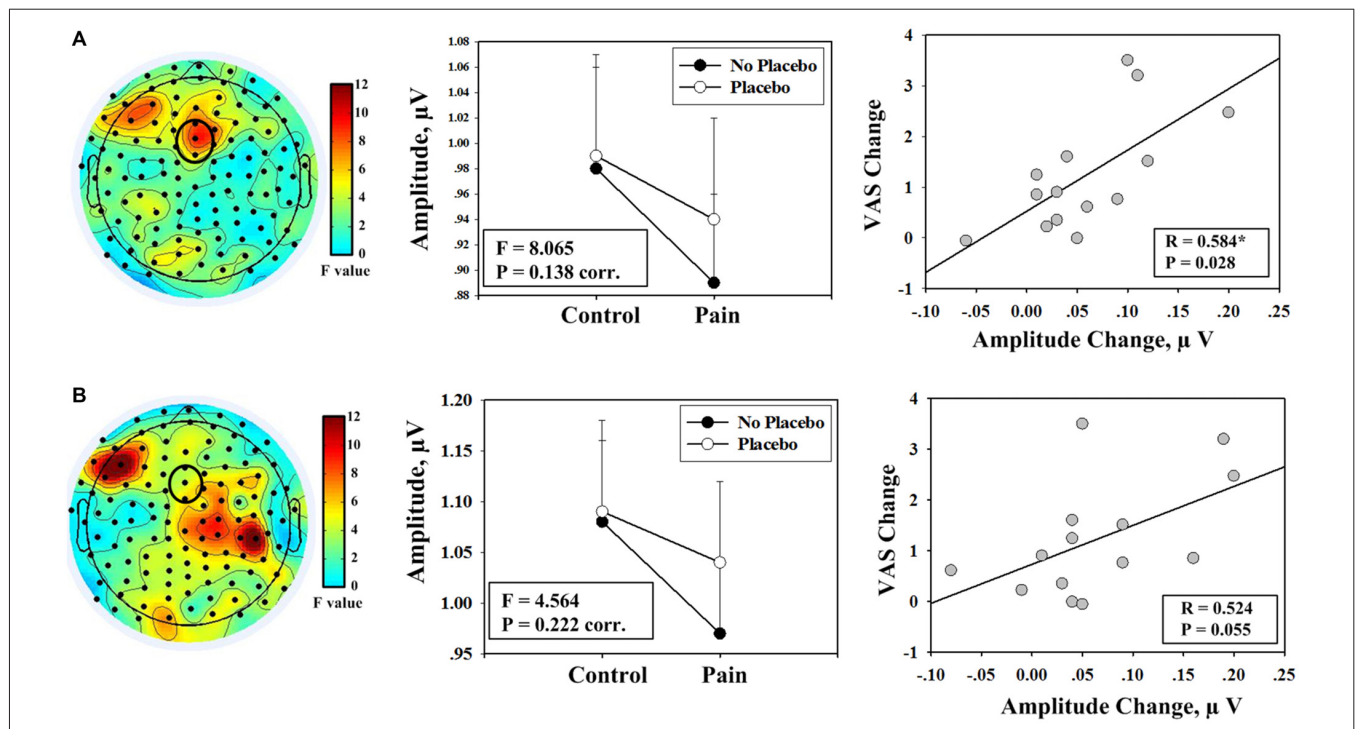 A
12
10
8
6
4
2
0
F value
Amplitude, µV
1.08
1.06
1.04
1.02
1.00
.98
.96
.94
.92
.90
.88
No Placebo
Placebo
F = 8.065
P = 0.138 corr.
Control Pain
VAS Change
4
3
2
1
0
-1
R = 0.584*
P = 0.028
-.10 -.05 0.00 .05 .10 .15 .20 .25
Amplitude Change, µ V
B
12
10
8
6
4
2
0
F value
Amplitude, µV
1.20
1.15
1.10
1.05
1.00
.95
No Placebo
Placebo
F = 4.564
P = 0.222 corr.
Control Pain
VAS Change
4
3
2
1
0
-1
R = 0.524
P = 0.055
-.10 -.05 0.00 .05 .10 .15 .20 .25
Amplitude Change, µ V